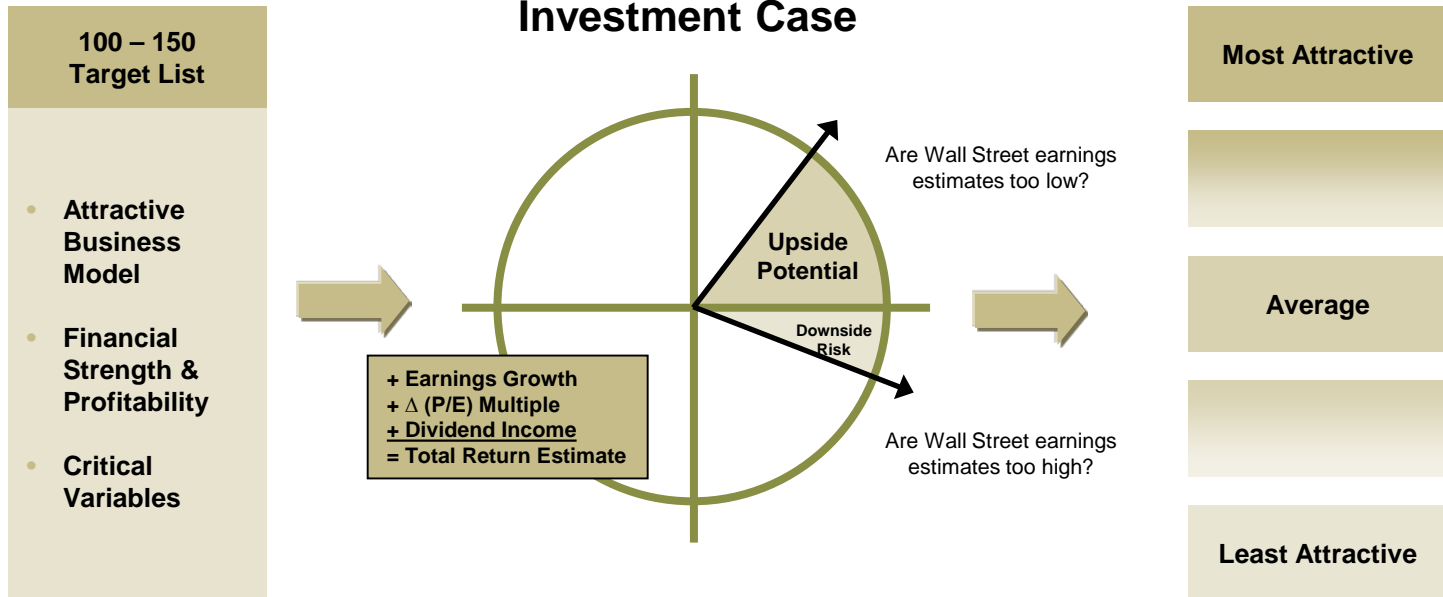 Investment Case
100 – 150
Target List
• Attractive
Business
Model
• Financial
Strength &
Profitability
• Critical
Variables
Are Wall Street earnings
estimates too low?
Upside
Potential
Downside
Risk
+ Earnings Growth
+ ∆ (P/E) Multiple
+ Dividend Income
= Total Return Estimate
Are Wall Street earnings
estimates too high?
Most Attractive
Average
Least Attractive